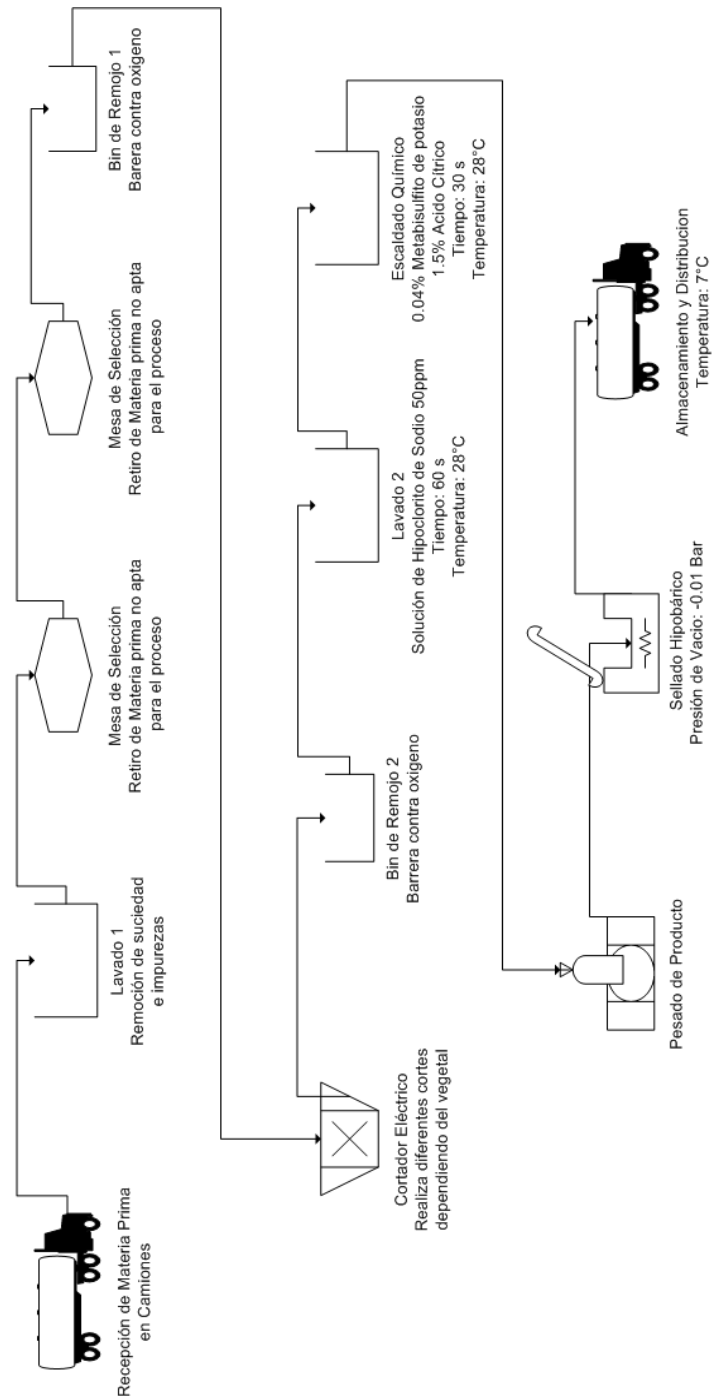 Recepción de Materia Prima
en Camiones
Lavado 1
Remoción de suciedad
e impurezas
Mesa de Selección
Retiro de Materia prima no apta
para el proceso
Mesa de Selección
Retiro de Materia prima no apta
para el proceso
Bin de Remojo 1
Barera contra oxigeno
Cortador Eléctrico
Realiza diferentes cortes
dependiendo del vegetal
Bin de Remojo 2
Barrera contra oxigeno
Lavado 2
Solución de Hipoclorito de Sodio 50ppm
Tiempo: 60 s
Temperatura: 28°C
Escaldado Químico
0.04% Metabisulfito de potasio
1.5% Acido Cítrico
Tiempo: 30 s
Temperatura: 28°C
Pesado de Producto
Sellado Hipobárico
Presión de Vacio: -0.01 Bar
Almacenamiento y Distribucion
Temperatura: 7°C